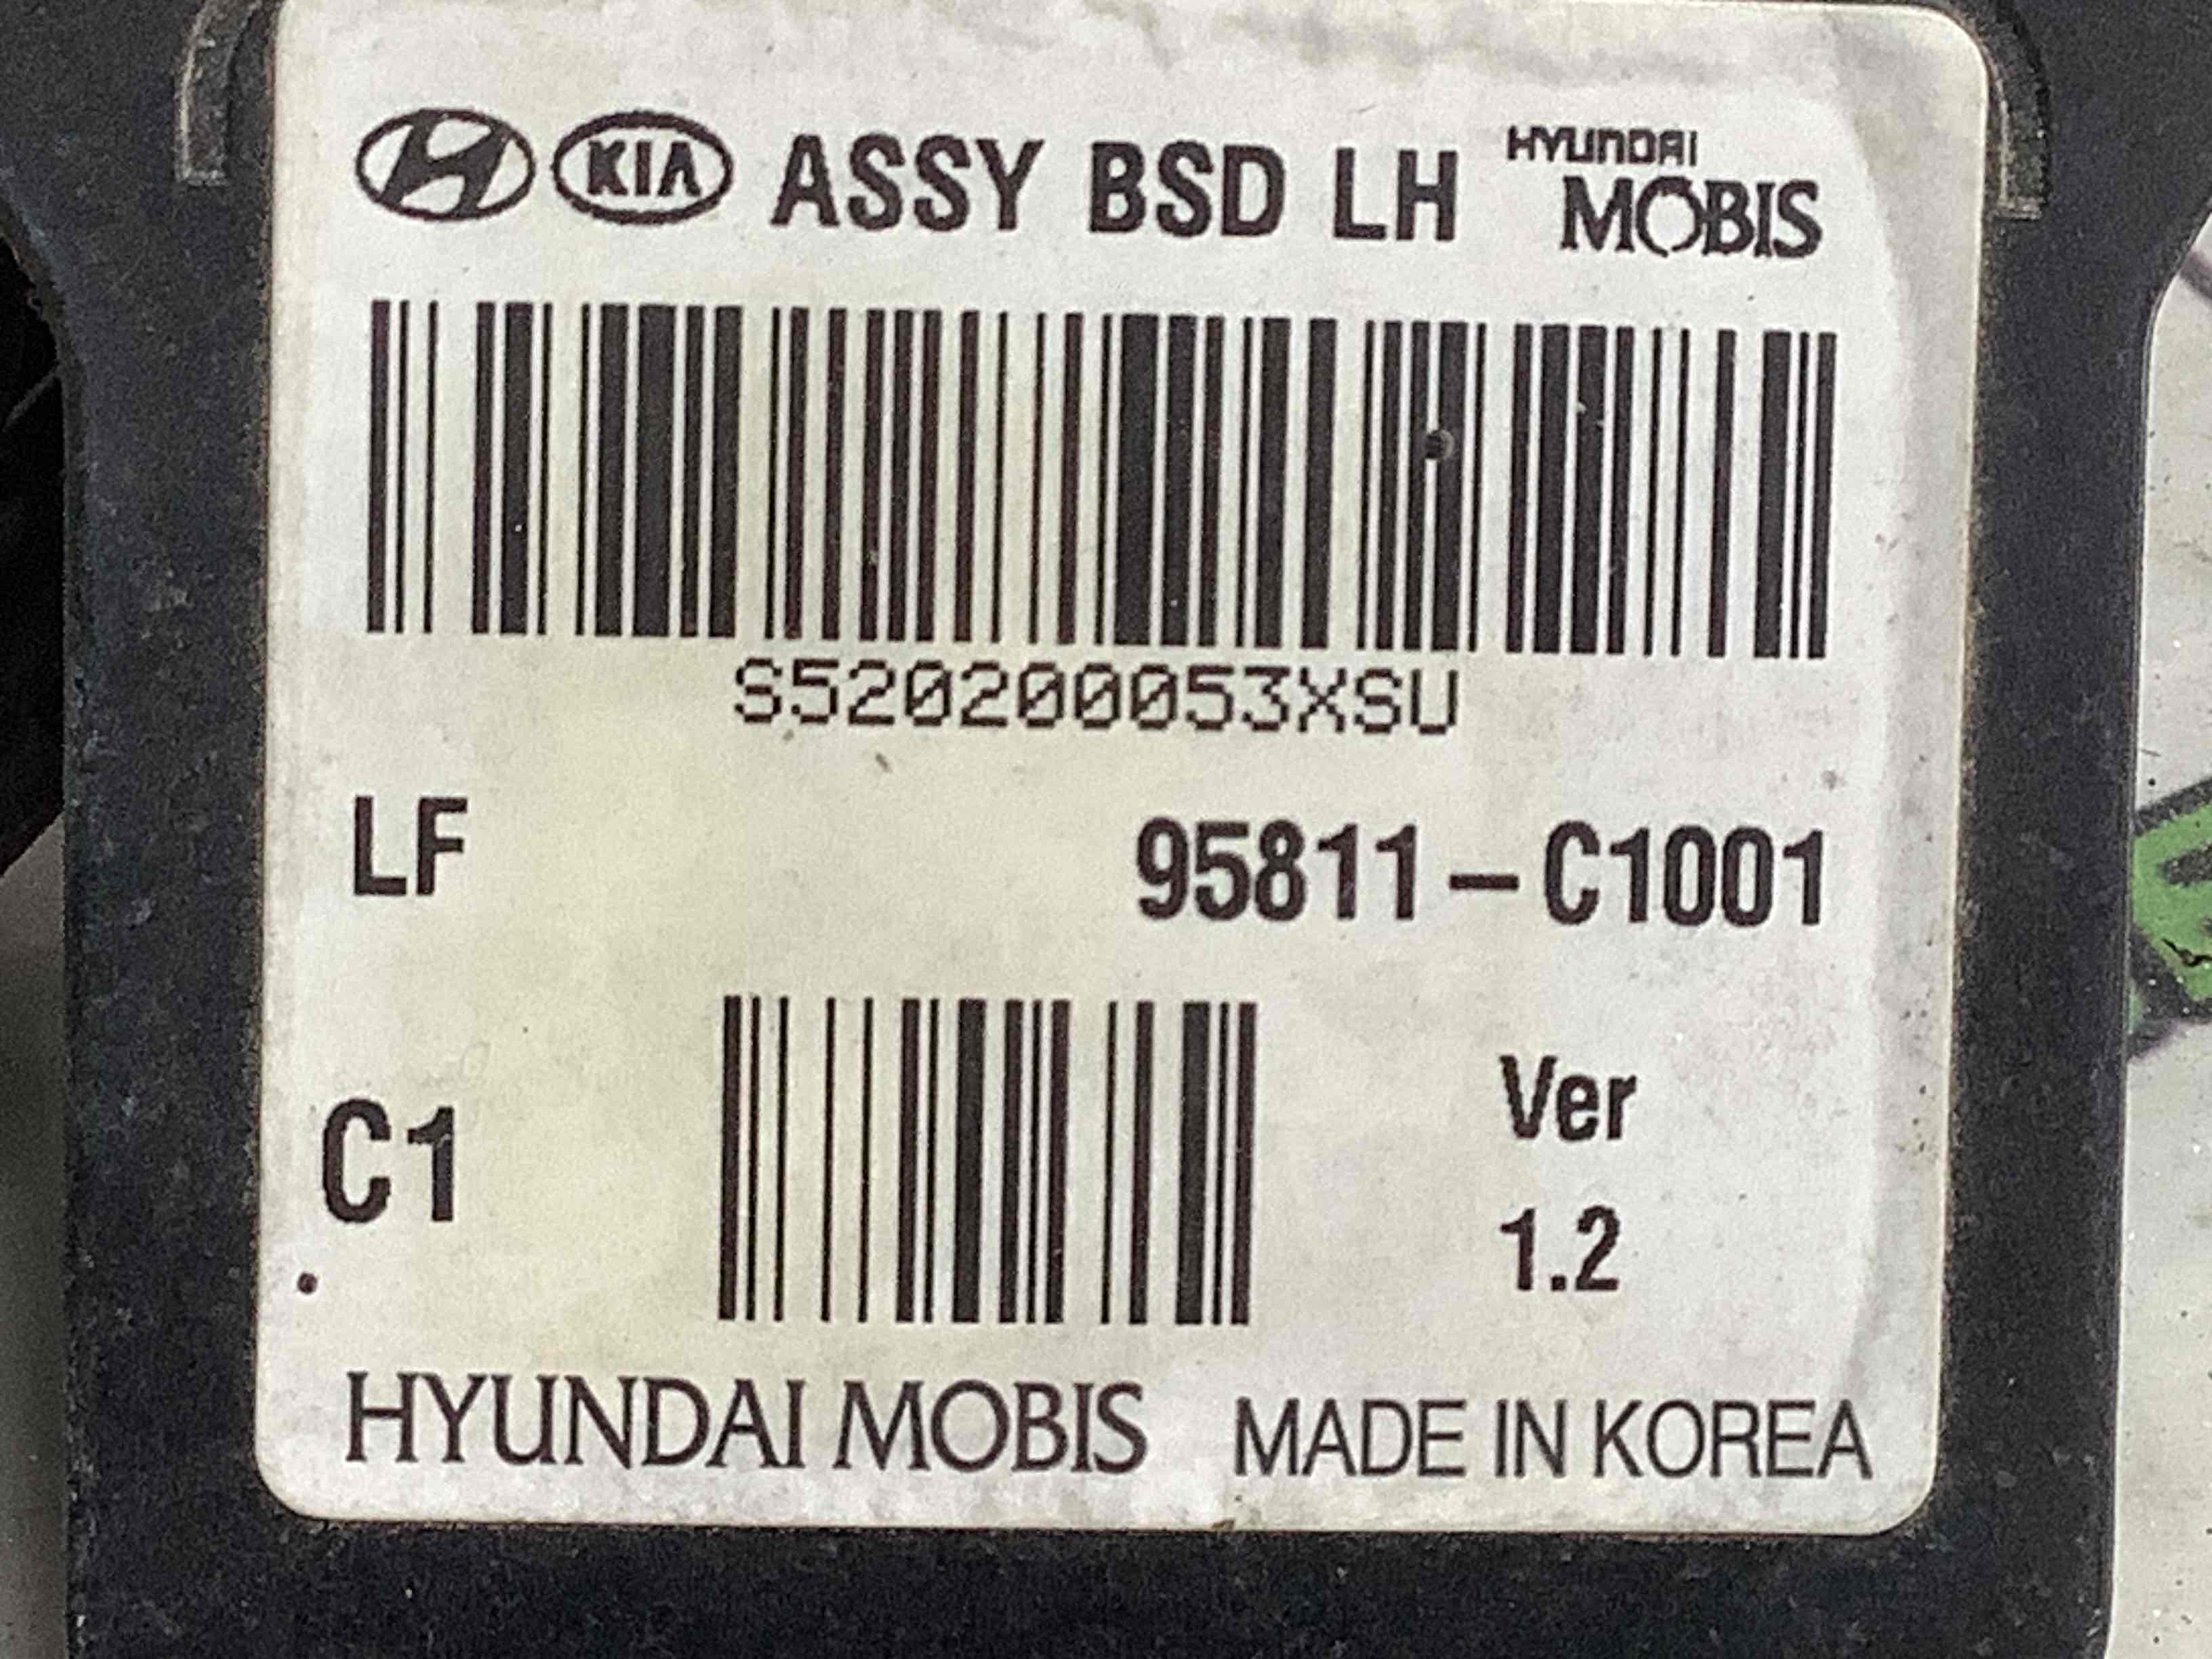 KIA ASSY BSD LH HYUNDAI MOBIS
S520200053XSU
LF 95811-C1001
C1 Ver
1.2
HYUNDAI MOBIS MADE IN KOREA